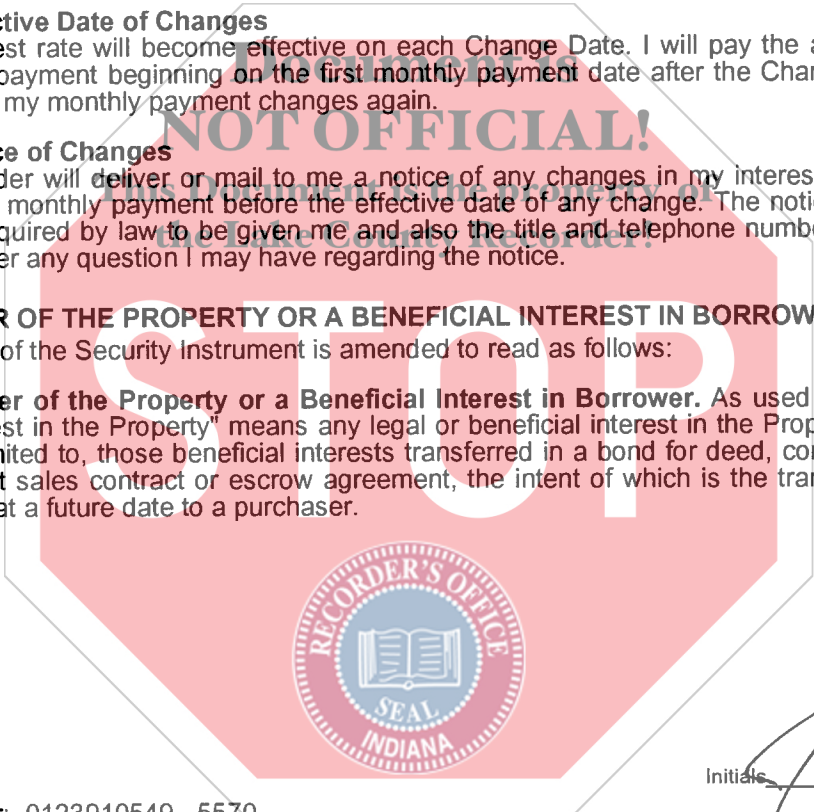 ctive Date of Changes
est rate will become effective on each Change Date. I will pay the a
payment beginning on the first monthly payment date after the Chan
my monthly payment changes again.
Document is
NOT OFFICIAL!
This Document is the property of
the Lake County Recorder!
ce of Changes
der will deliver or mail to me a notice of any changes in my interes
monthly payment before the effective date of any change. The noti
quired by law to be given me and also the title and telephone numbe
er any question I may have regarding the notice.
R OF THE PROPERTY OR A BENEFICIAL INTEREST IN BORROW
of the Security Instrument is amended to read as follows:
STOP
er of the Property or a Beneficial Interest in Borrower. As used
est in the Property" means any legal or beneficial interest in the Prop
nited to, those beneficial interests transferred in a bond for deed, con
t sales contract or escrow agreement, the intent of which is the tran
at a future date to a purchaser.
RECORDER'S OFFICE
SEAL
INDIANA
Initials
0123910549 - 5570